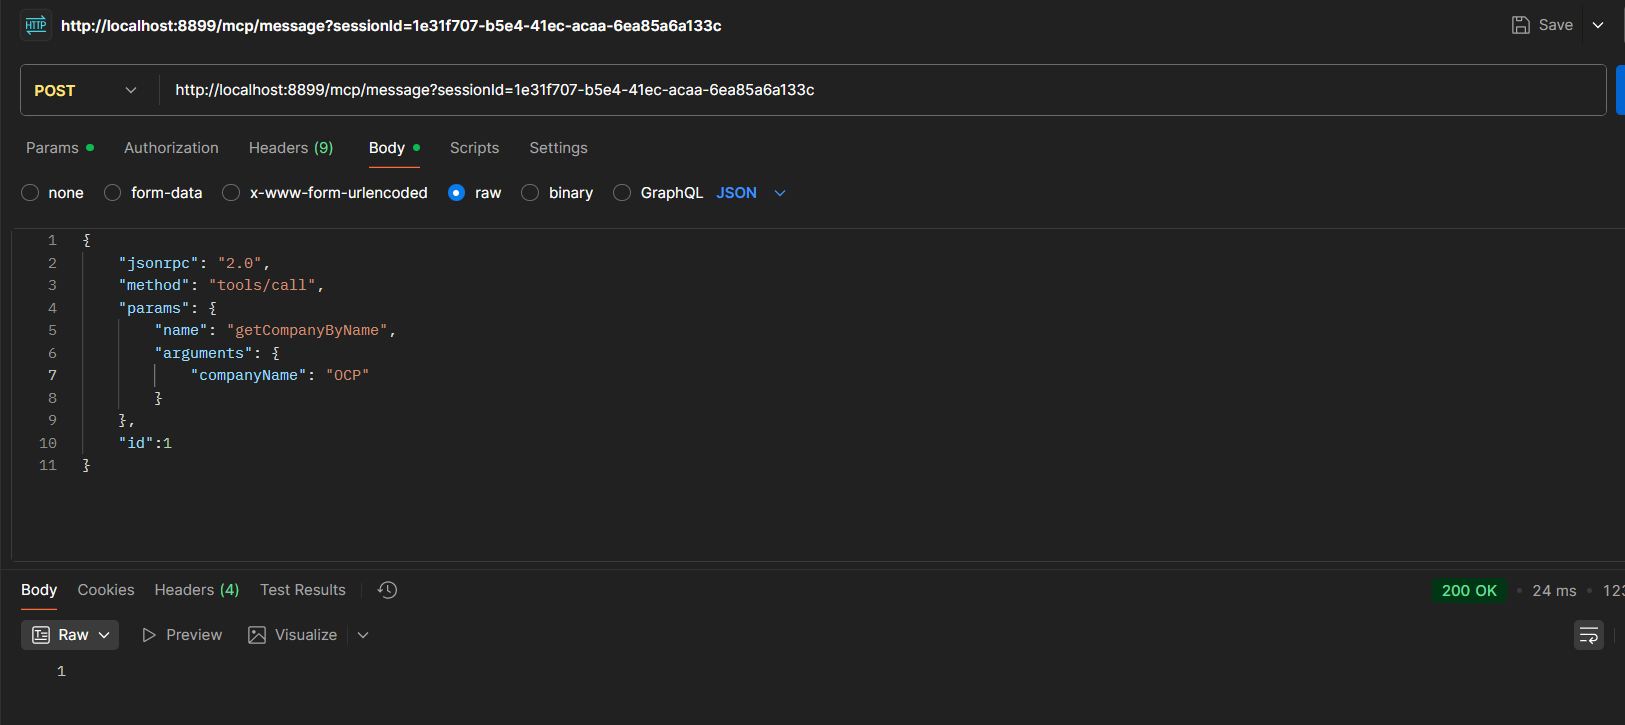 HTTP http://localhost:8899/mcp/message?sessionId=1e31f707-b5e4-41ec-acaa-6ea85a6a133c Save
POST http://localhost:8899/mcp/message?sessionId=1e31f707-b5e4-41ec-acaa-6ea85a6a133c
Params Authorization Headers (9) Body Scripts Settings
none form-data x-www-form-urlencoded raw binary GraphQL JSON
1 {
2 "jsonrpc": "2.0",
3 "method": "tools/call",
4 "params": {
5 "name": "getCompanyByName",
6 "arguments": {
7 "companyName": "OCP"
8 }
9 },
10 "id":1
11 }
Body Cookies Headers (4) Test Results 200 OK 24 ms 123
Raw Preview Visualize
1